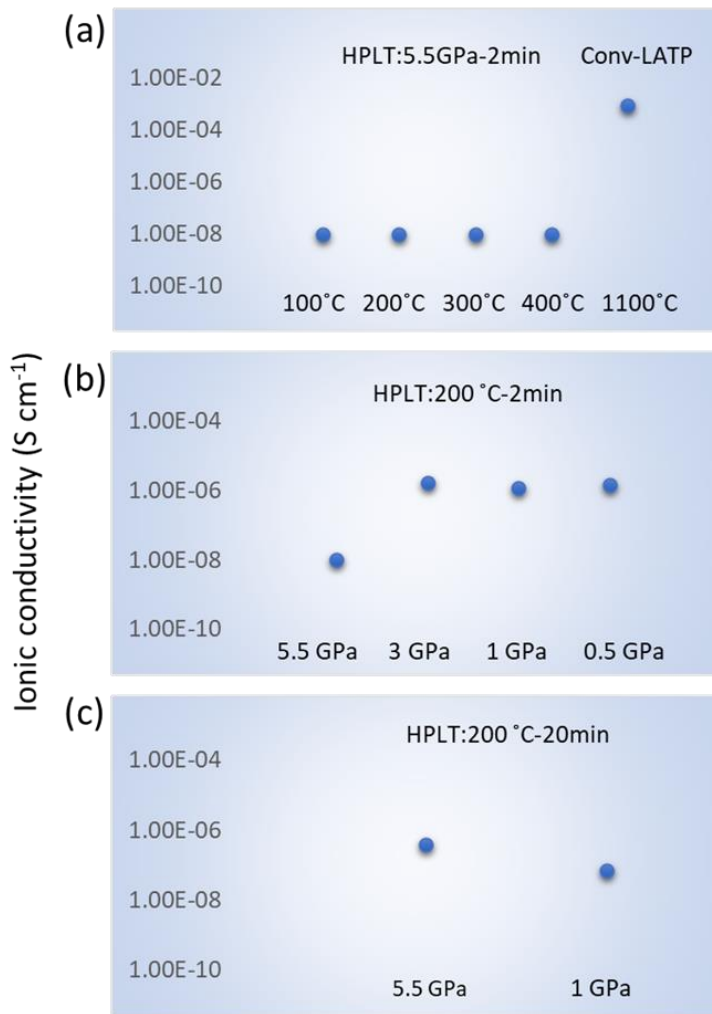 (a)
HPLT:5.5GPa-2min Conv-LATP
1.00E-02
1.00E-04
1.00E-06
1.00E-08
1.00E-10
100˚C 200˚C 300˚C 400˚C 1100˚C
Ionic conductivity (S cm⁻¹)
(b)
HPLT:200 ˚C-2min
1.00E-04
1.00E-06
1.00E-08
1.00E-10
5.5 GPa 3 GPa 1 GPa 0.5 GPa
(c)
HPLT:200 ˚C-20min
1.00E-04
1.00E-06
1.00E-08
1.00E-10
5.5 GPa 1 GPa